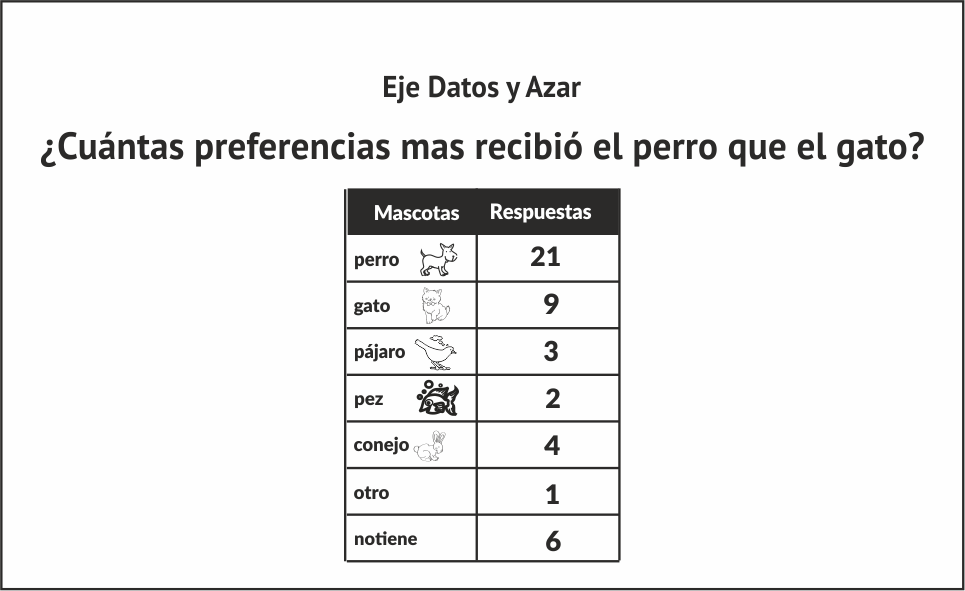 Eje Datos y Azar
¿Cuántas preferencias mas recibió el perro que el gato?
Mascotas Respuestas
perro 21
gato 9
pájaro 3
pez 2
conejo 4
otro 1
notiene 6